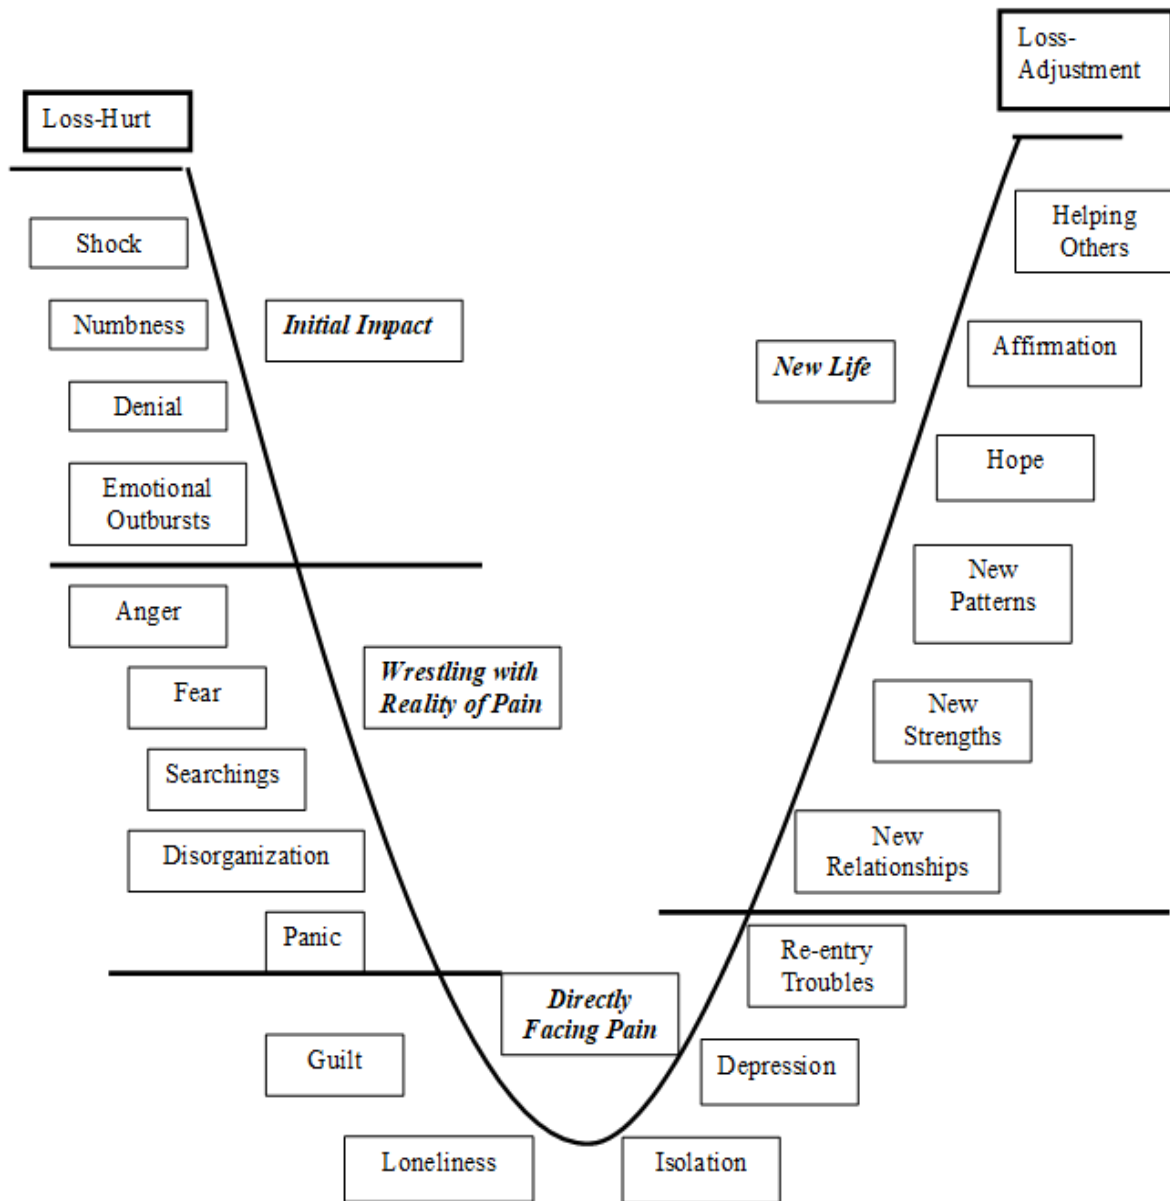 Loss-Hurt
Shock
Numbness
Denial
Emotional
Outbursts
Anger
Fear
Searchings
Disorganization
Panic
Guilt
Loneliness
Initial Impact
Wrestling with
Reality of Pain
Directly
Facing Pain
New Life
Isolation
Depression
Re-entry
Troubles
New
Relationships
New
Strengths
New
Patterns
Hope
Affirmation
Helping
Others
Loss-
Adjustment